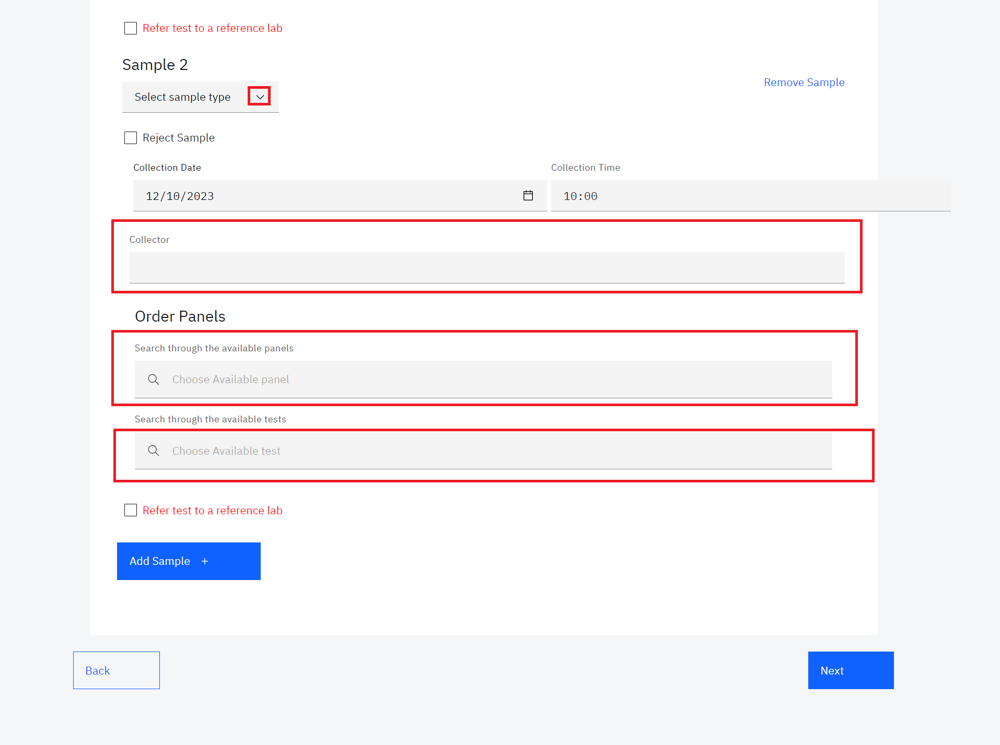 Refer test to a reference lab
Sample 2
Remove Sample
Select sample type
Reject Sample
Collection Date
Collection Time
12/10/2023
10:00
Collector
Order Panels
Search through the available panels
Choose Available panel
Search through the available tests
Choose Available test
Refer test to a reference lab
Add Sample +
Back
Next